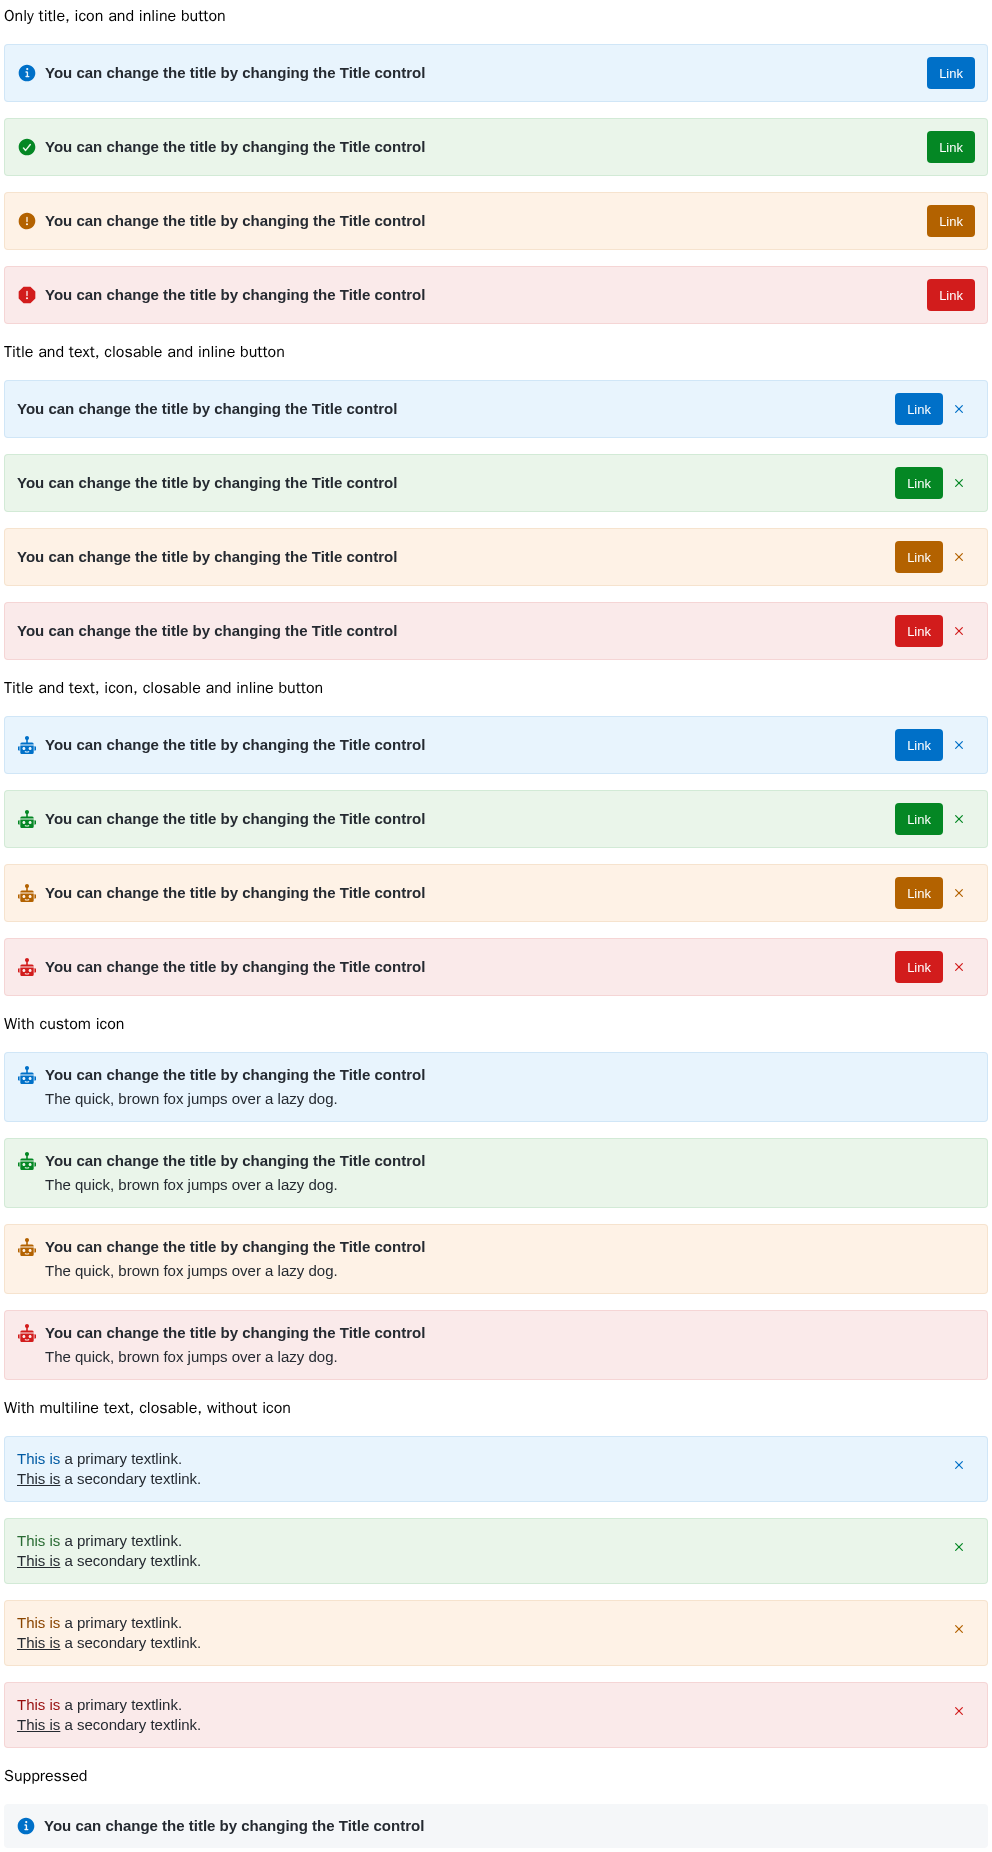 Only title, icon and inline button
You can change the title by changing the Title control Link
You can change the title by changing the Title control Link
You can change the title by changing the Title control Link
You can change the title by changing the Title control Link
Title and text, closable and inline button
You can change the title by changing the Title control Link
You can change the title by changing the Title control Link
You can change the title by changing the Title control Link
You can change the title by changing the Title control Link
Title and text, icon, closable and inline button
You can change the title by changing the Title control Link
You can change the title by changing the Title control Link
You can change the title by changing the Title control Link
You can change the title by changing the Title control Link
With custom icon
You can change the title by changing the Title control
The quick, brown fox jumps over a lazy dog.
You can change the title by changing the Title control
The quick, brown fox jumps over a lazy dog.
You can change the title by changing the Title control
The quick, brown fox jumps over a lazy dog.
You can change the title by changing the Title control
The quick, brown fox jumps over a lazy dog.
With multiline text, closable, without icon
This is a primary textlink.
This is a secondary textlink.
This is a primary textlink.
This is a secondary textlink.
This is a primary textlink.
This is a secondary textlink.
This is a primary textlink.
This is a secondary textlink.
Suppressed
You can change the title by changing the Title control